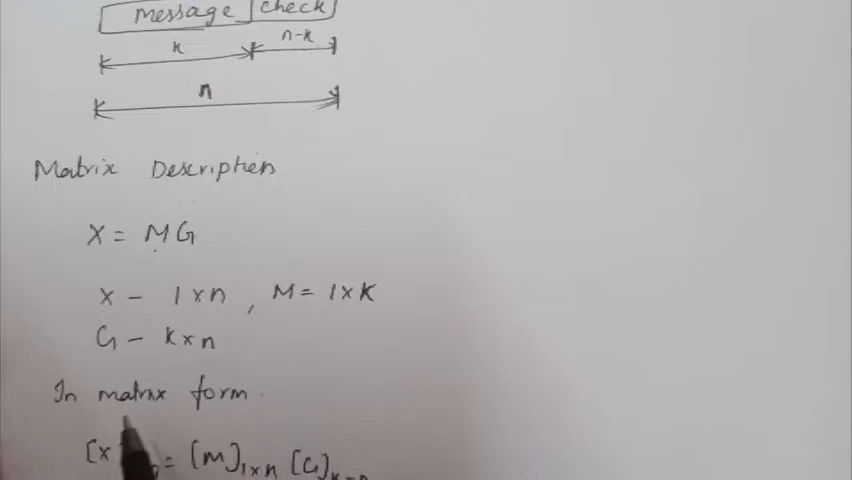 message check
k n-k
n
Matrix Description
X = MG
X - 1×n, M = 1×k
G - k×n
In matrix form
[X = [M]1×n [G]k×n